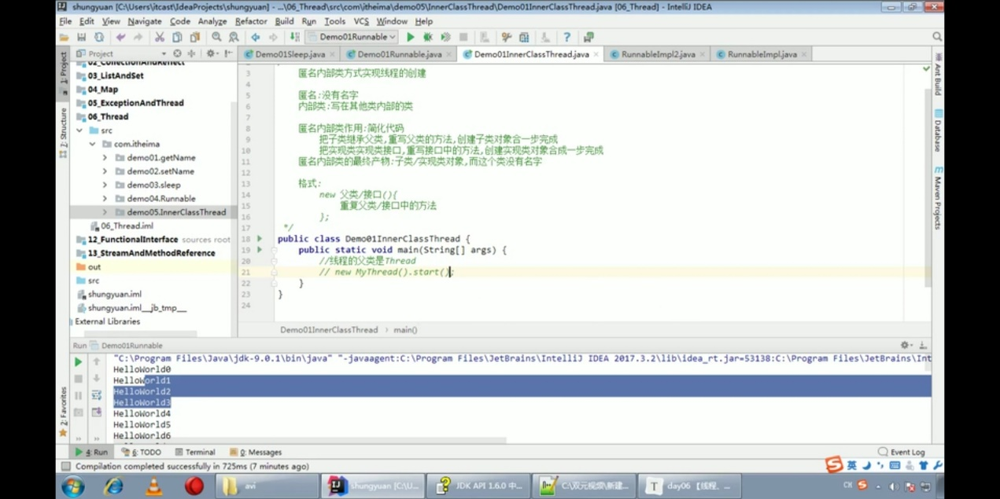 shungyuan [C:\Users\itcast\IdeaProjects\shungyuan] - ...\06_Thread\src\com\itheima\demo05\InnerClassThread\Demo01InnerClassThread.java [06_Thread] - IntelliJ IDEA
File Edit View Navigate Code Analyze Refactor Build Run Tools VCS Window Help
Demo01Runnable
1: Project
Project
Demo01Sleep.java
Demo01Runnable.java
Demo01InnerClassThread.java
RunnableImpl2.java
RunnableImpl.java
02_CollectionAndReflect
03_ListAndSet
04_Map
05_ExceptionAndThread
06_Thread
src
com.itheima
demo01.getName
demo02.setName
demo03.sleep
demo04.Runnable
demo05.InnerClassThread
06_Thread.iml
12_FunctionalInterface sources root
13_StreamAndMethodReference
out
src
shungyuan.iml
shungyuan.iml__jb_tmp__
External Libraries
7: Structure
2: Favorites
3 匿名内部类方式实现线程的创建
4
5 匿名:没有名字
6 内部类:写在其他类内部的类
7
8 匿名内部类作用:简化代码
9 把子类继承父类,重写父类的方法,创建子类对象合一步完成
10 把实现类实现类接口,重写接口中的方法,创建实现类对象合成一步完成
11 匿名内部类的最终产物:子类/实现类对象,而这个类没有名字
12
13 格式:
14 new 父类/接口(){
15 重复父类/接口中的方法
16 };
17 */
18 public class Demo01InnerClassThread {
19 public static void main(String[] args) {
20 //线程的父类是Thread
21 // new MyThread().start();
22 }
23 }
24
Demo01InnerClassThread › main()
Ant Build
Database
Maven Projects
Run Demo01Runnable
"C:\Program Files\Java\jdk-9.0.1\bin\java" "-javaagent:C:\Program Files\JetBrains\IntelliJ IDEA 2017.3.2\lib\idea_rt.jar=53138:C:\Program Files\JetBrains\Int
HelloWorld0
HelloWorld1
HelloWorld2
HelloWorld3
HelloWorld4
HelloWorld5
HelloWorld6
4: Run 6: TODO Terminal 0: Messages Event Log
Compilation completed successfully in 725ms (7 minutes ago)
英
avi
shungyuan [C:\U...
JDK API 1.6.0 中...
C:\双元视频\新建...
day06 【线程、...
CH